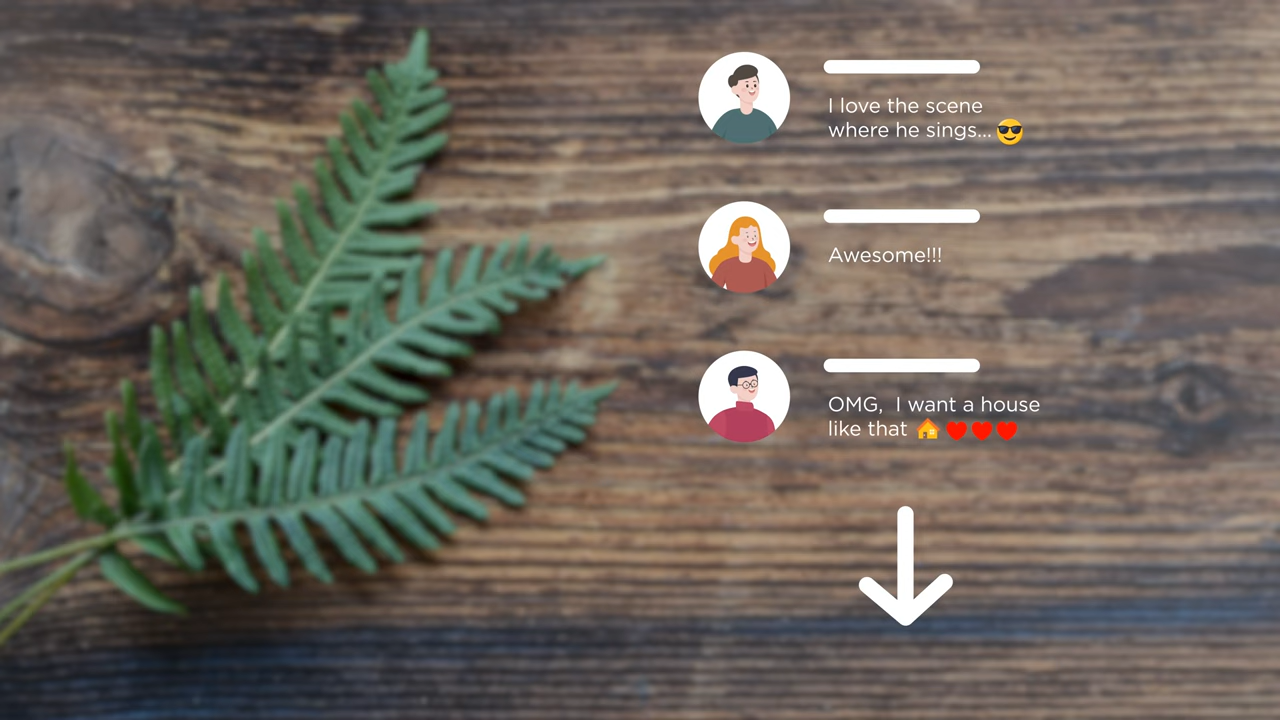 I love the scene
where he sings... 😎
Awesome!!!
OMG, I want a house
like that 🏠❤️❤️❤️